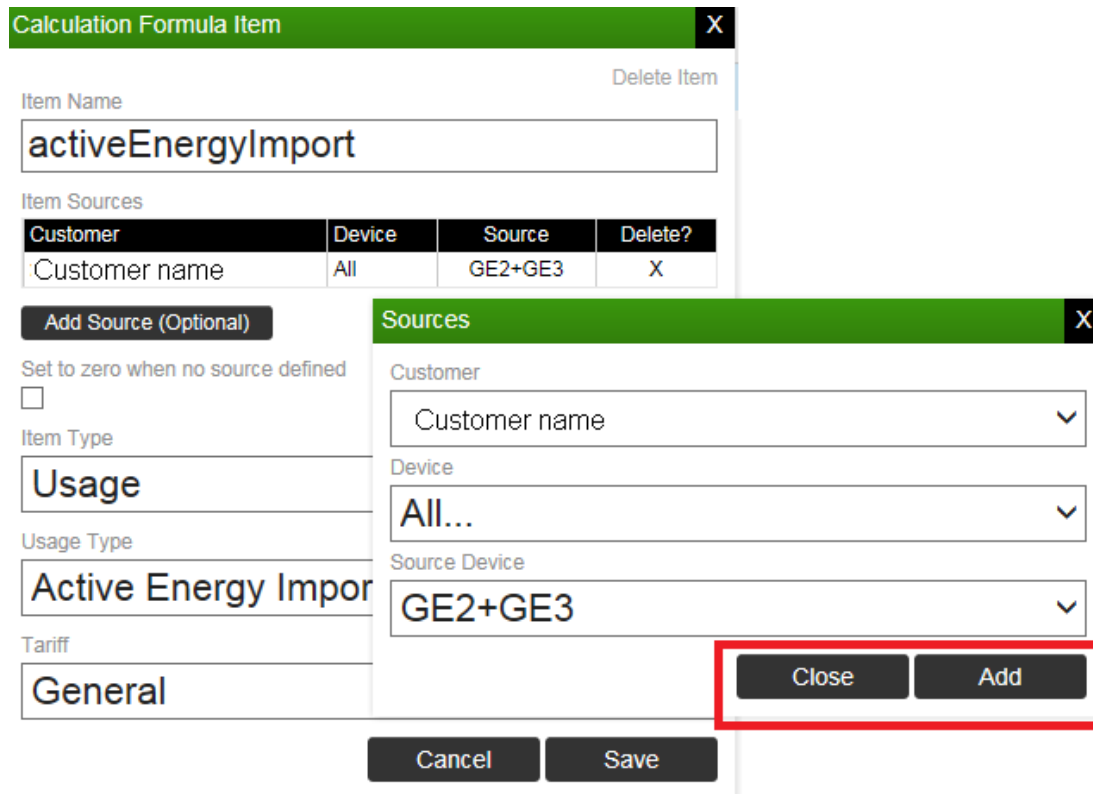 Calculation Formula Item X
Delete Item
Item Name
activeEnergyImport
Item Sources
Customer Device Source Delete?
Customer name All GE2+GE3 X
Add Source (Optional)
Set to zero when no source defined
Item Type
Usage
Usage Type
Active Energy Impor
Tariff
General
Cancel Save
Sources X
Customer
Customer name
Device
All...
Source Device
GE2+GE3
Close Add